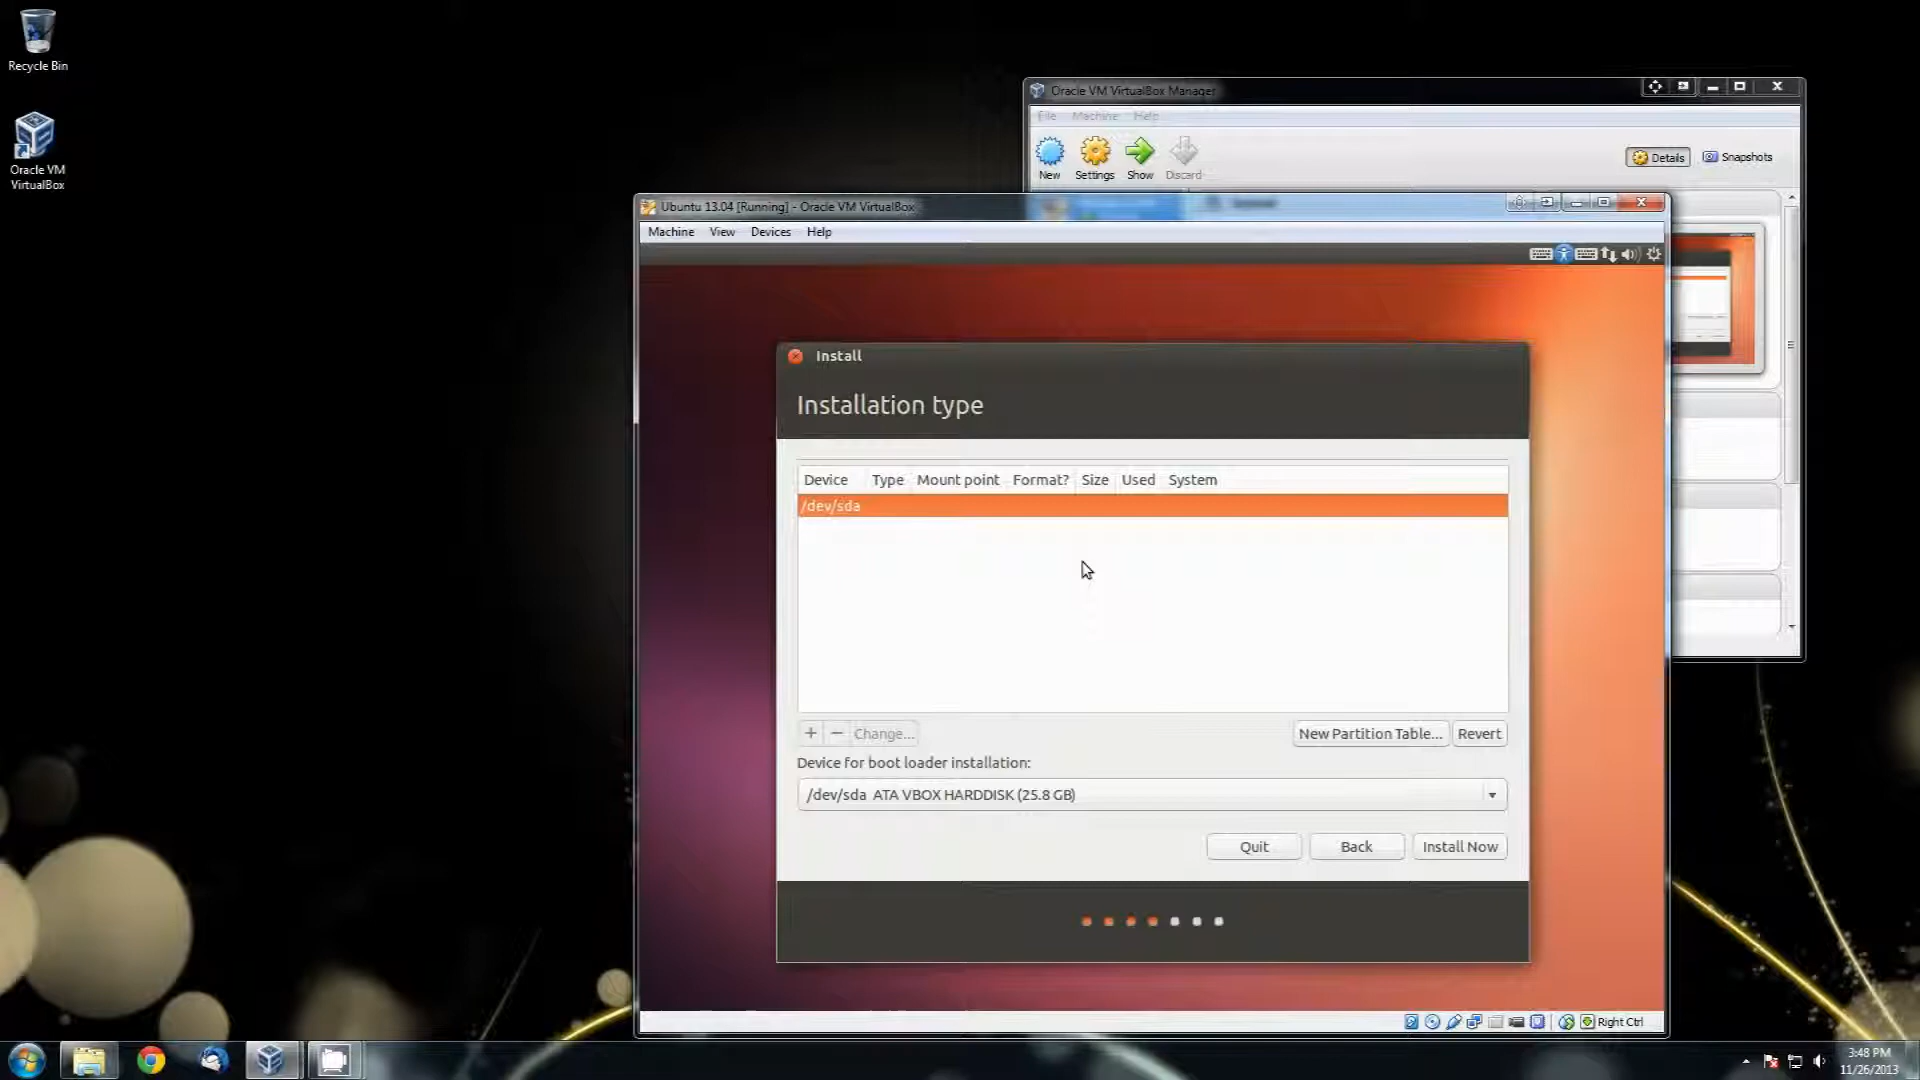 Recycle Bin
Oracle VM
VirtualBox
Oracle VM VirtualBox Manager
File Machine Help
New Settings Show Discard
Details Snapshots
Ubuntu 13.04 [Running] - Oracle VM VirtualBox
Machine View Devices Help
Install
Installation type
Device Type Mount point Format? Size Used System
/dev/sda
+ − Change...
New Partition Table... Revert
Device for boot loader installation:
/dev/sda ATA VBOX HARDDISK (25.8 GB)
Quit Back Install Now
Right Ctrl
3:48 PM
11/26/2013